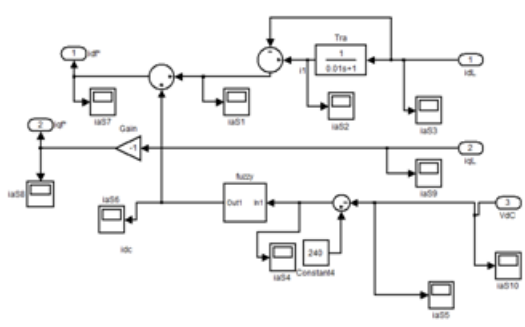 Tra
1
idf*
1
0.01s+1
i1
1
idL
iaS7
iaS1
iaS2
iaS3
2
iqf*
Gain
-1
2
iqL
iaS8
iaS6
fuzzy
Out1
In1
iaS9
3
VdC
idc
iaS4
240
Constant4
iaS10
iaS5